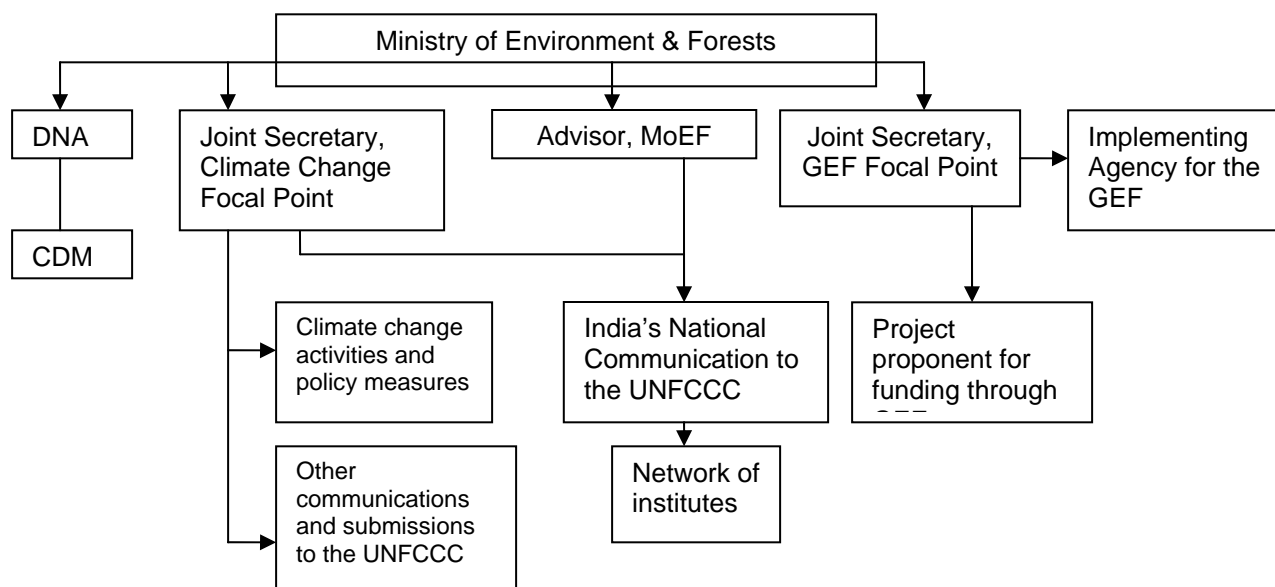 Ministry of Environment & Forests
DNA
Joint Secretary,
Climate Change
Focal Point
Advisor, MoEF
Joint Secretary,
GEF Focal Point
Implementing
Agency for the
GEF
CDM
Climate change
activities and
policy measures
India’s National
Communication to
the UNFCCC
Project
proponent for
funding through
Other
communications
and submissions
to the UNFCCC
Network of
institutes